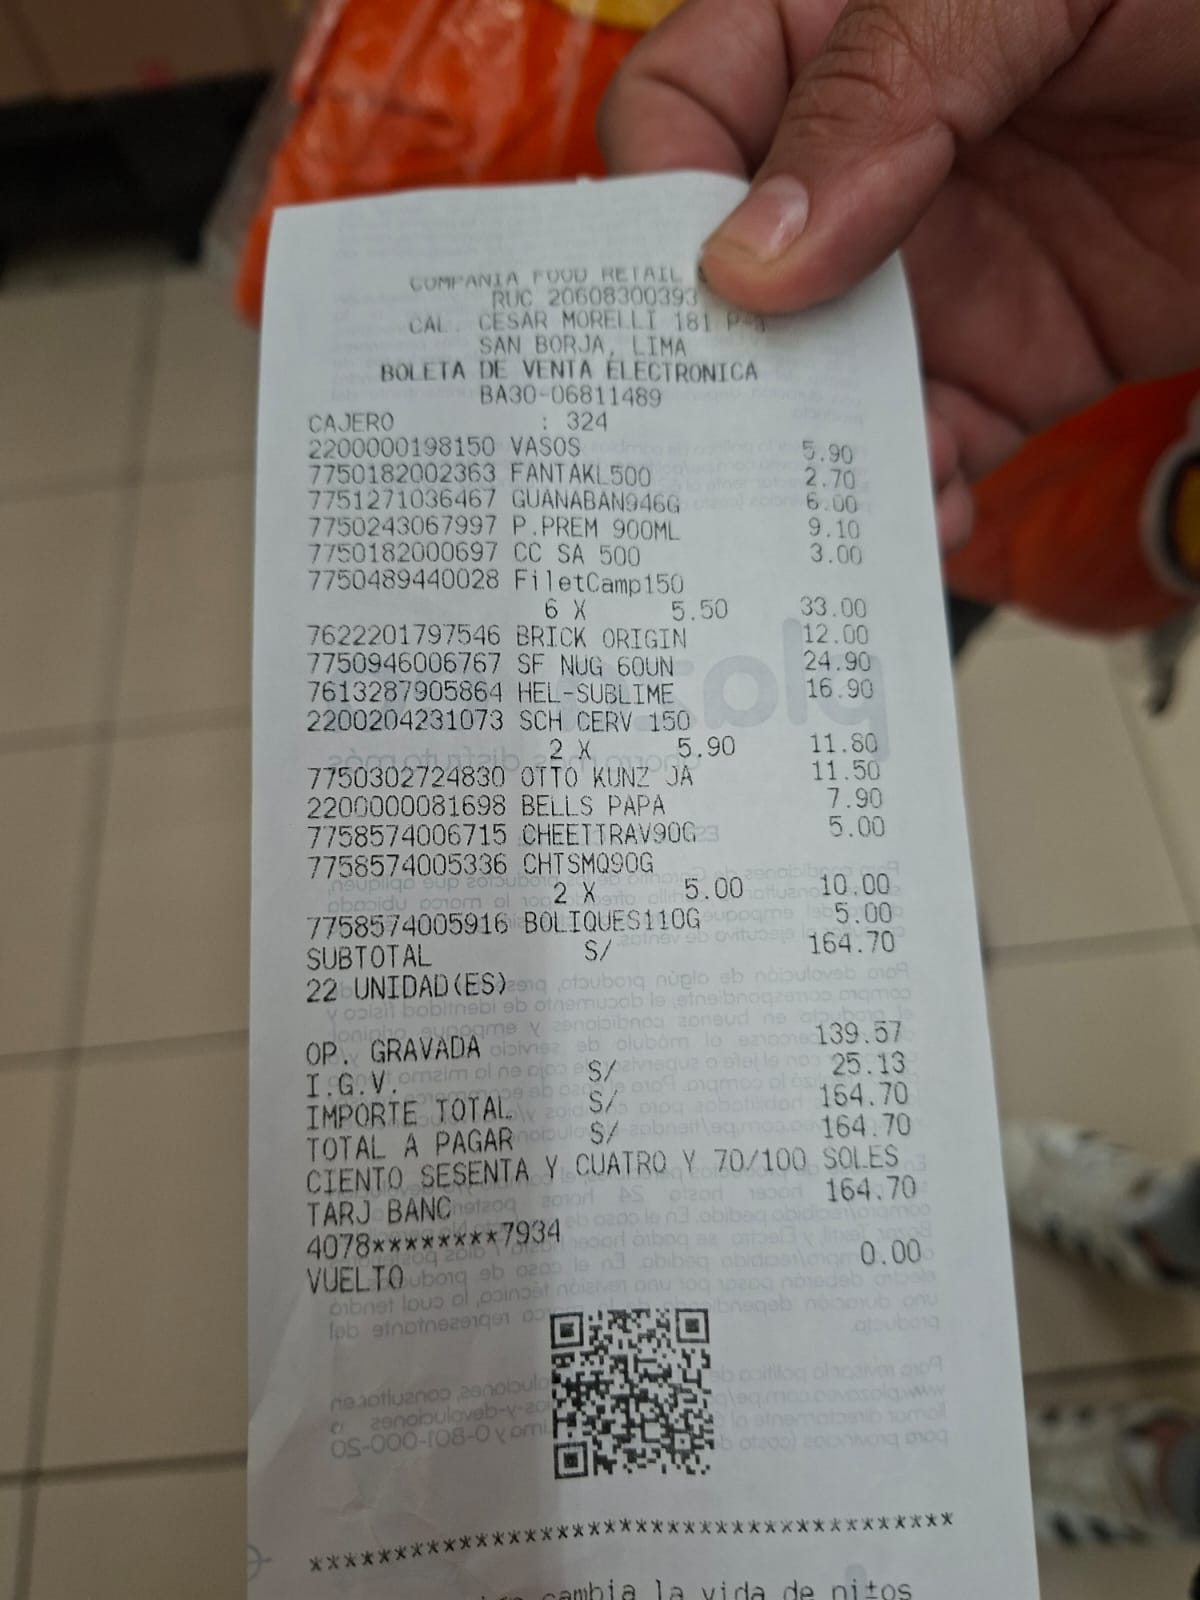 COMPANIA FOOD RETAIL
RUC 20608300393
CAL. CESAR MORELLI 181
SAN BORJA, LIMA
BOLETA DE VENTA ELECTRONICA
BA30-06811489
CAJERO : 324
2200000198150 VASOS 5.90
7750182002363 FANTAKL500 2.70
7751271036467 GUANABAN946G 6.00
7750243067997 P.PREM 900ML 9.10
7750182000697 CC SA 500 3.00
7750489440028 FiletCamp150
6 X 5.50 33.00
7622201797546 BRICK ORIGIN 12.00
7750946006767 SF NUG 60UN 24.90
7613287905864 HEL-SUBLIME 16.90
2200204231073 SCH CERV 150
2 X 5.90 11.80
7750302724830 OTTO KUNZ JA 11.50
2200000081698 BELLS PAPA 7.90
7758574006715 CHEETTRAV90G 5.00
7758574005336 CHTSMQ90G
2 X 5.00 10.00
7758574005916 BOLIQUES110G 5.00
SUBTOTAL S/ 164.70
22 UNIDAD(ES)
OP. GRAVADA 139.57
I.G.V. S/ 25.13
IMPORTE TOTAL S/ 164.70
TOTAL A PAGAR S/ 164.70
CIENTO SESENTA Y CUATRO Y 70/100 SOLES
TARJ BANC 164.70
4078********7934
VUELTO 0.00
****************************************
cambia la vida de niños